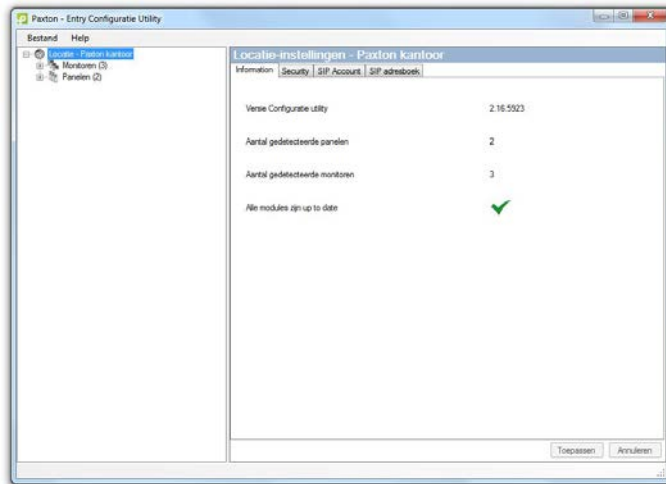 Paxton - Entry Configuratie Utility
Bestand Help
Locatie - Paxton kantoor
Monitoren (3)
Panelen (2)
Locatie-instellingen - Paxton kantoor
Information Security SIP Account SIP adresboek
Versie Configuratie utility 2.16.5923
Aantal gedetecteerde panelen 2
Aantal gedetecteerde monitoren 3
Alle modules zijn up to date
Toepassen Annuleren